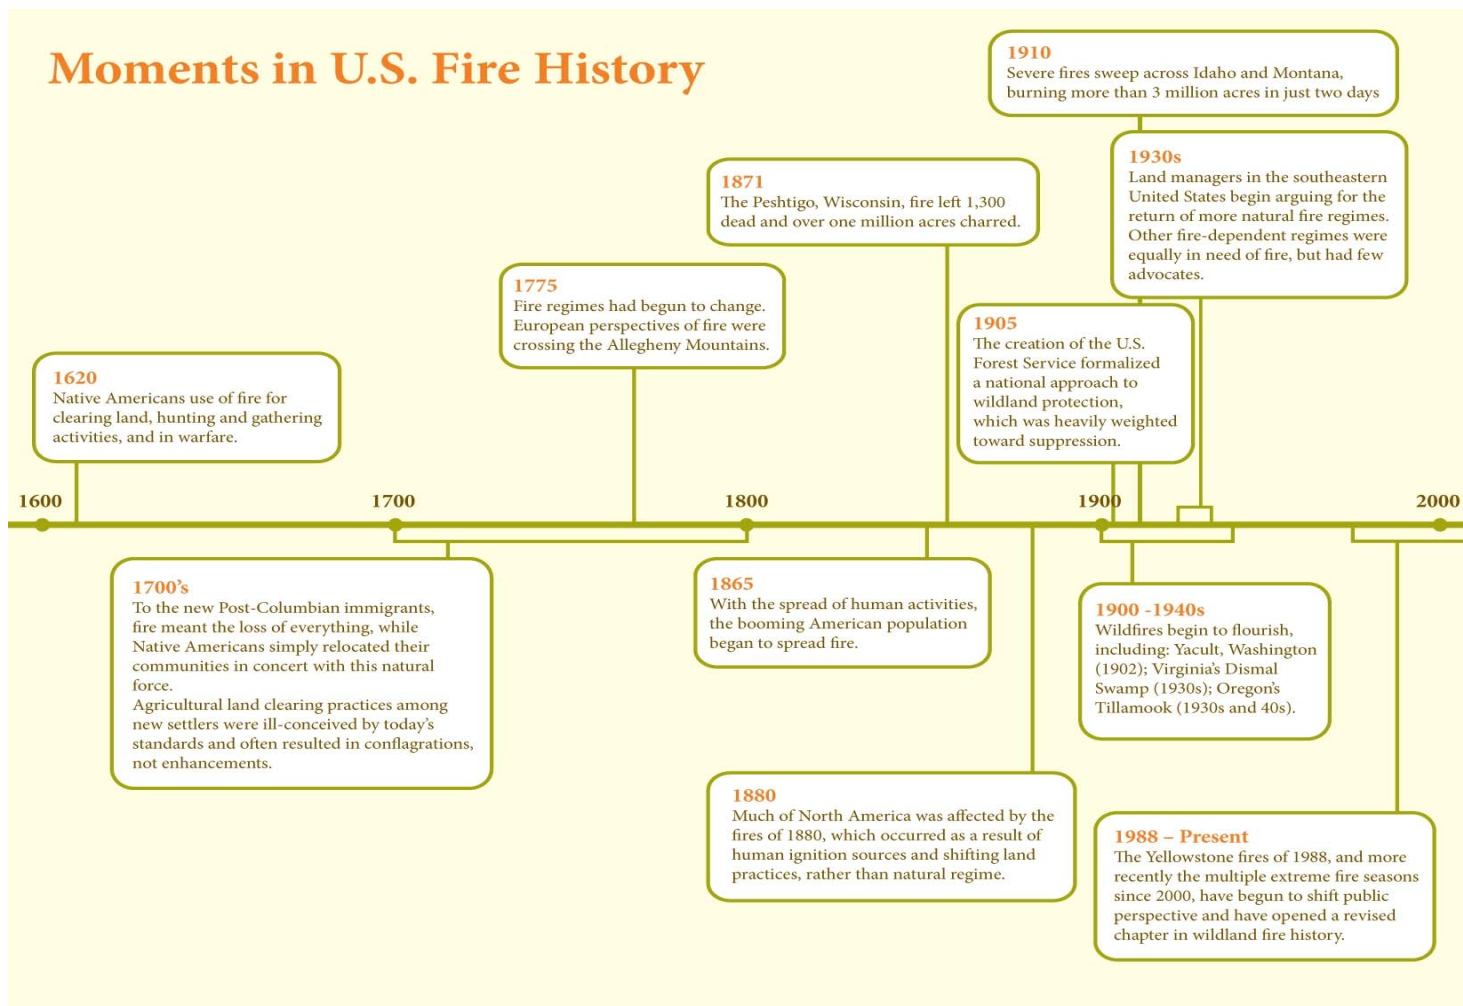 Moments in U.S. Fire History
1910
Severe fires sweep across Idaho and Montana,
burning more than 3 million acres in just two days
1930s
Land managers in the southeastern
United States begin arguing for the
return of more natural fire regimes.
Other fire-dependent regimes were
equally in need of fire, but had few
advocates.
1871
The Peshtigo, Wisconsin, fire left 1,300
dead and over one million acres charred.
1775
Fire regimes had begun to change.
European perspectives of fire were
crossing the Allegheny Mountains.
1905
The creation of the U.S.
Forest Service formalized
a national approach to
wildland protection,
which was heavily weighted
toward suppression.
1620
Native Americans use of fire for
clearing land, hunting and gathering
activities, and in warfare.
1600
1700
1800
1900
2000
1700’s
To the new Post-Columbian immigrants,
fire meant the loss of everything, while
Native Americans simply relocated their
communities in concert with this natural
force.
Agricultural land clearing practices among
new settlers were ill-conceived by today’s
standards and often resulted in conflagrations,
not enhancements.
1865
With the spread of human activities,
the booming American population
began to spread fire.
1900 -1940s
Wildfires begin to flourish,
including: Yacult, Washington
(1902); Virginia’s Dismal
Swamp (1930s); Oregon’s
Tillamook (1930s and 40s).
1880
Much of North America was affected by the
fires of 1880, which occurred as a result of
human ignition sources and shifting land
practices, rather than natural regime.
1988 – Present
The Yellowstone fires of 1988, and more
recently the multiple extreme fire seasons
since 2000, have begun to shift public
perspective and have opened a revised
chapter in wildland fire history.